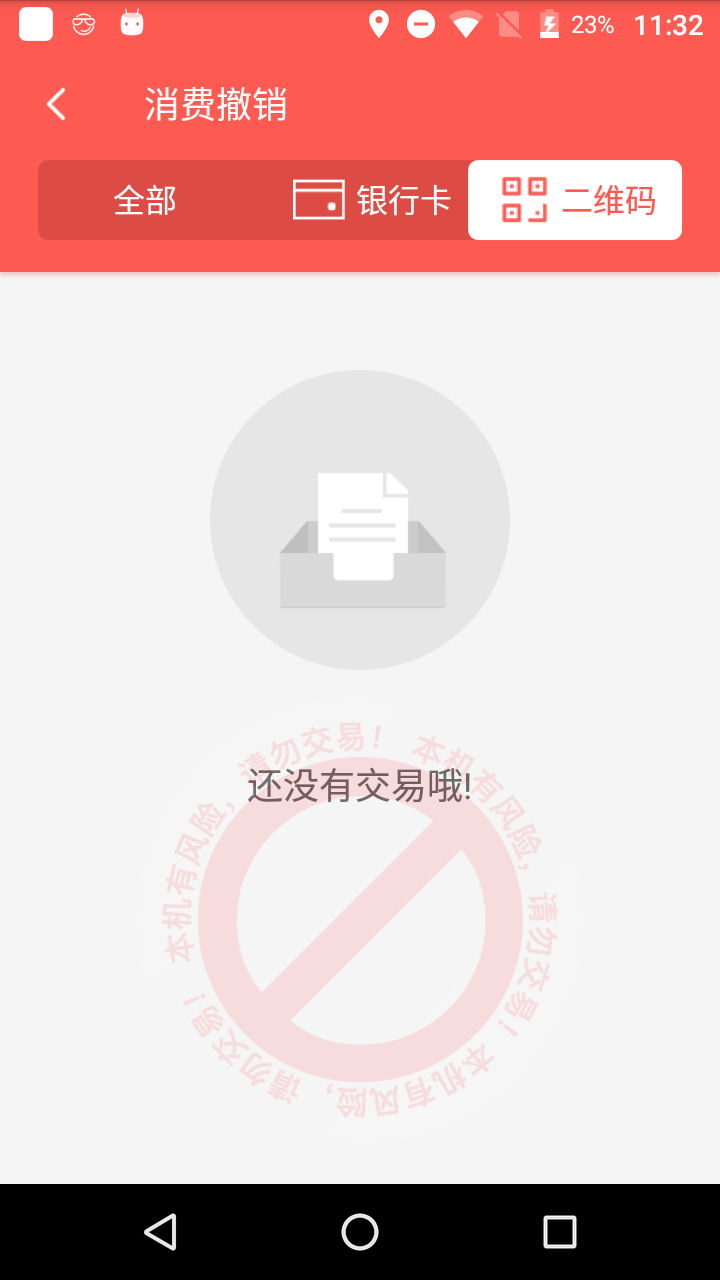 23% 11:32
消费撤销
全部 银行卡 二维码
还没有交易哦!
本机有风险，请勿交易！ 本机有风险，请勿交易！ 本机有风险，请勿交易！